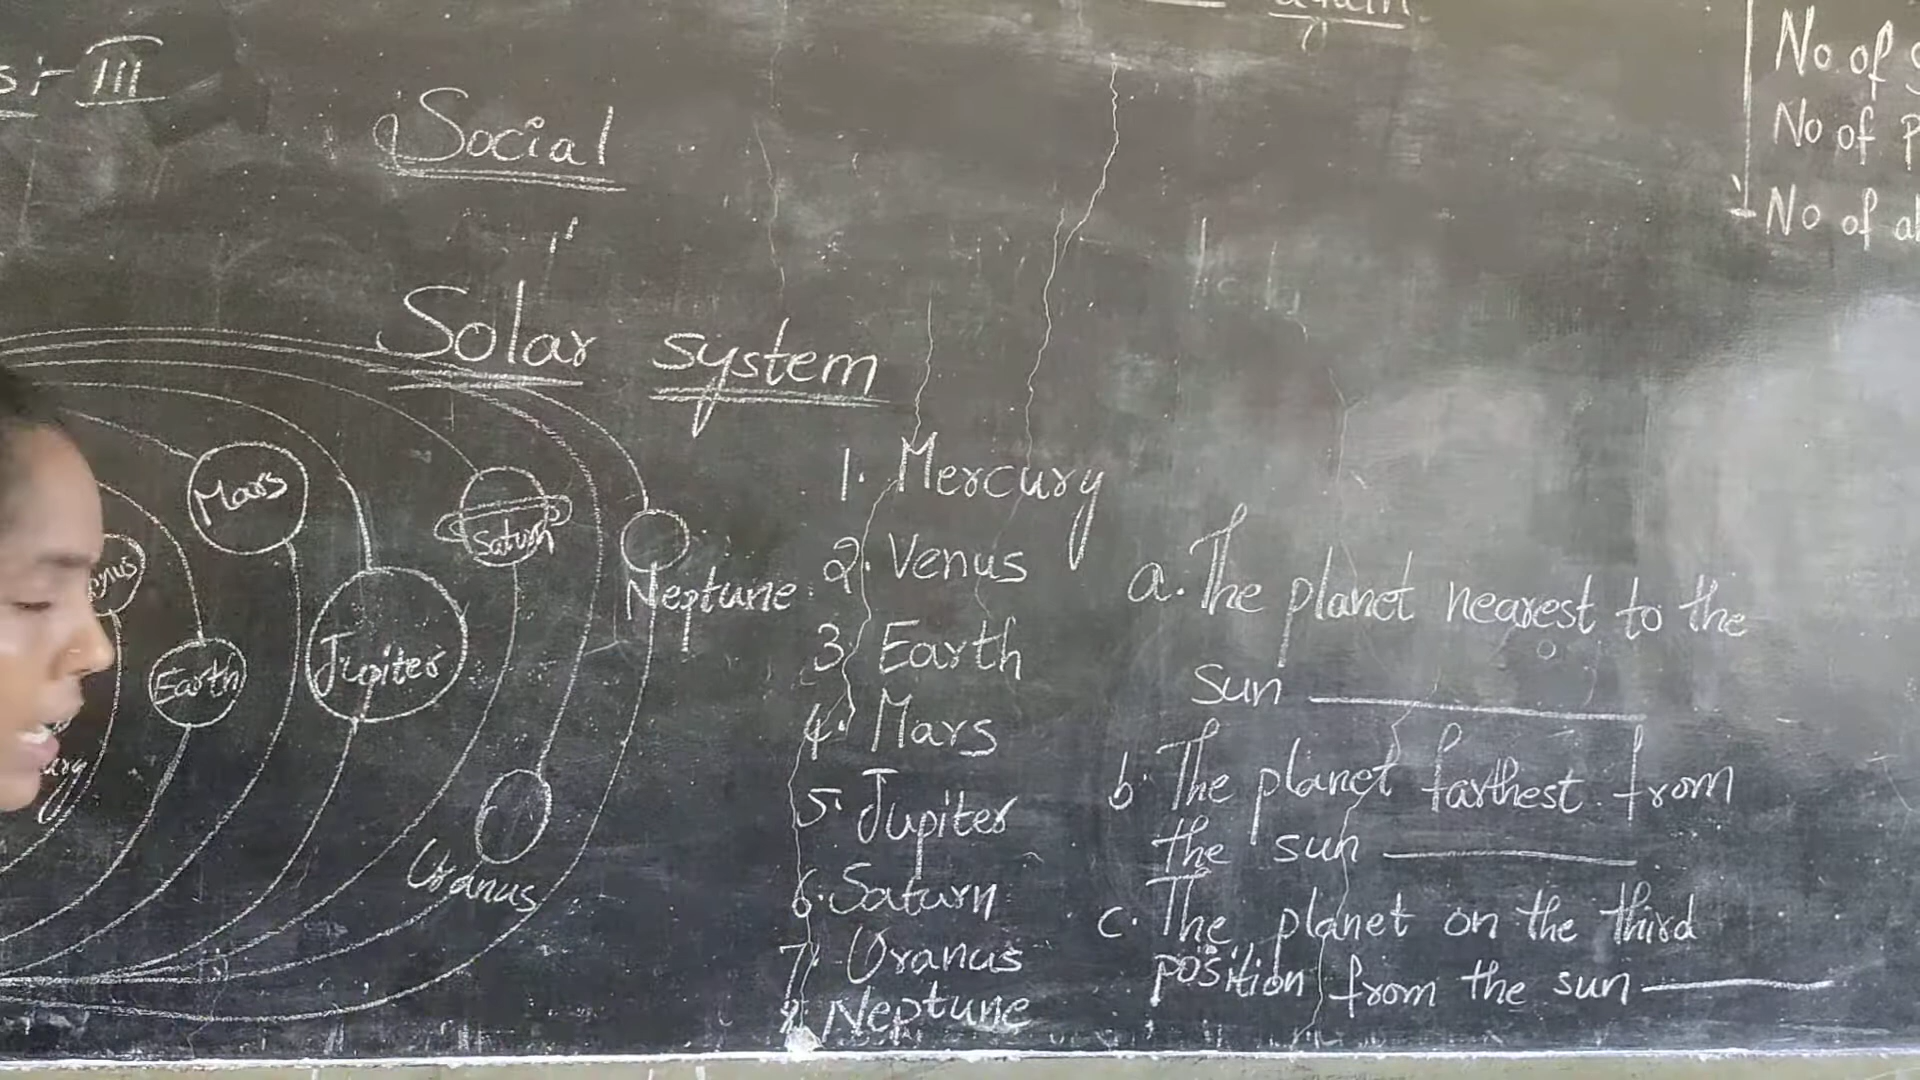 III
Social
Solar system
Mars
Saturn
Neptune
Earth
Jupiter
Uranus
1. Mercury
2. Venus
3. Earth
4. Mars
5. Jupiter
6. Saturn
7. Uranus
8. Neptune
a. The planet nearest to the
sun
b. The planet farthest from
the sun
c. The planet on the third
position from the sun
No. of
No of
No of